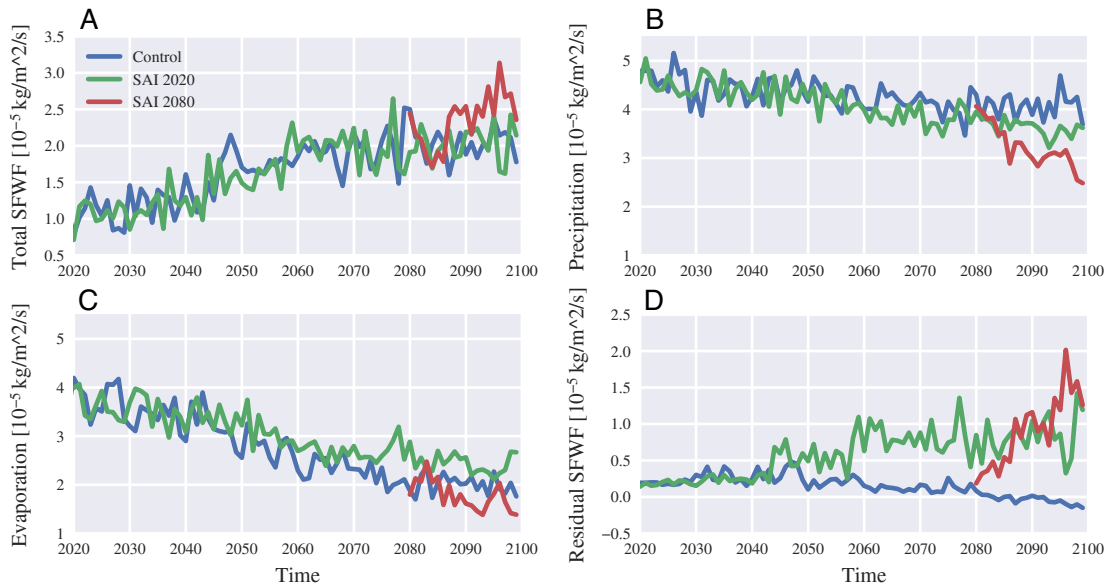 A
Total SFWF [10⁻⁵ kg/m^2/s]
3.5
3.0
2.5
2.0
1.5
1.0
0.5
Control
SAI 2020
SAI 2080
2020 2030 2040 2050 2060 2070 2080 2090 2100
B
Precipitation [10⁻⁵ kg/m^2/s]
5
4
3
2
1
2020 2030 2040 2050 2060 2070 2080 2090 2100
C
Evaporation [10⁻⁵ kg/m^2/s]
5
4
3
2
1
2020 2030 2040 2050 2060 2070 2080 2090 2100
Time
D
Residual SFWF [10⁻⁵ kg/m^2/s]
2.5
2.0
1.5
1.0
0.5
0.0
−0.5
2020 2030 2040 2050 2060 2070 2080 2090 2100
Time